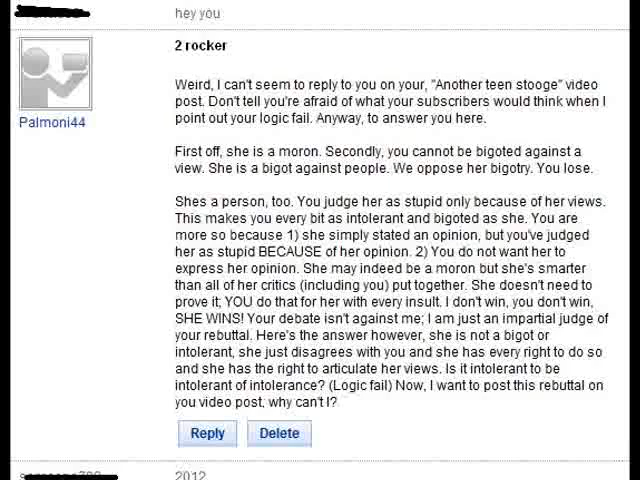 hey you
2 rocker
Weird, I can't seem to reply to you on your, "Another teen stooge" video
post. Don't tell you're afraid of what your subscribers would think when I
point out your logic fail. Anyway, to answer you here.
Palmoni44
First off, she is a moron. Secondly, you cannot be bigoted against a
view. She is a bigot against people. We oppose her bigotry. You lose.
Shes a person, too. You judge her as stupid only because of her views.
This makes you every bit as intolerant and bigoted as she. You are
more so because 1) she simply stated an opinion, but you've judged
her as stupid BECAUSE of her opinion. 2) You do not want her to
express her opinion. She may indeed be a moron but she's smarter
than all of her critics (including you) put together. She doesn't need to
prove it; YOU do that for her with every insult. I don't win, you don't win,
SHE WINS! Your debate isn't against me; I am just an impartial judge of
your rebuttal. Here's the answer however, she is not a bigot or
intolerant, she just disagrees with you and she has every right to do so
and she has the right to articulate her views. Is it intolerant to be
intolerant of intolerance? (Logic fail) Now, I want to post this rebuttal on
you video post, why can't I?
Reply Delete
2012